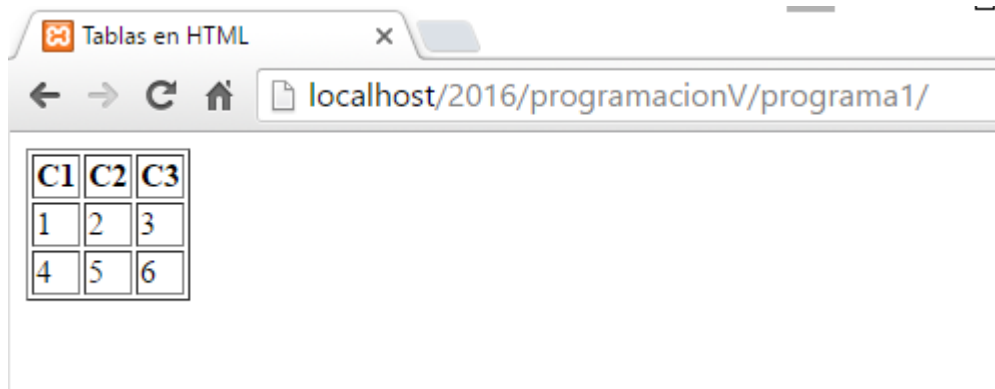 Tablas en HTML
localhost/2016/programacionV/programa1/
C1 C2 C3
1 2 3
4 5 6